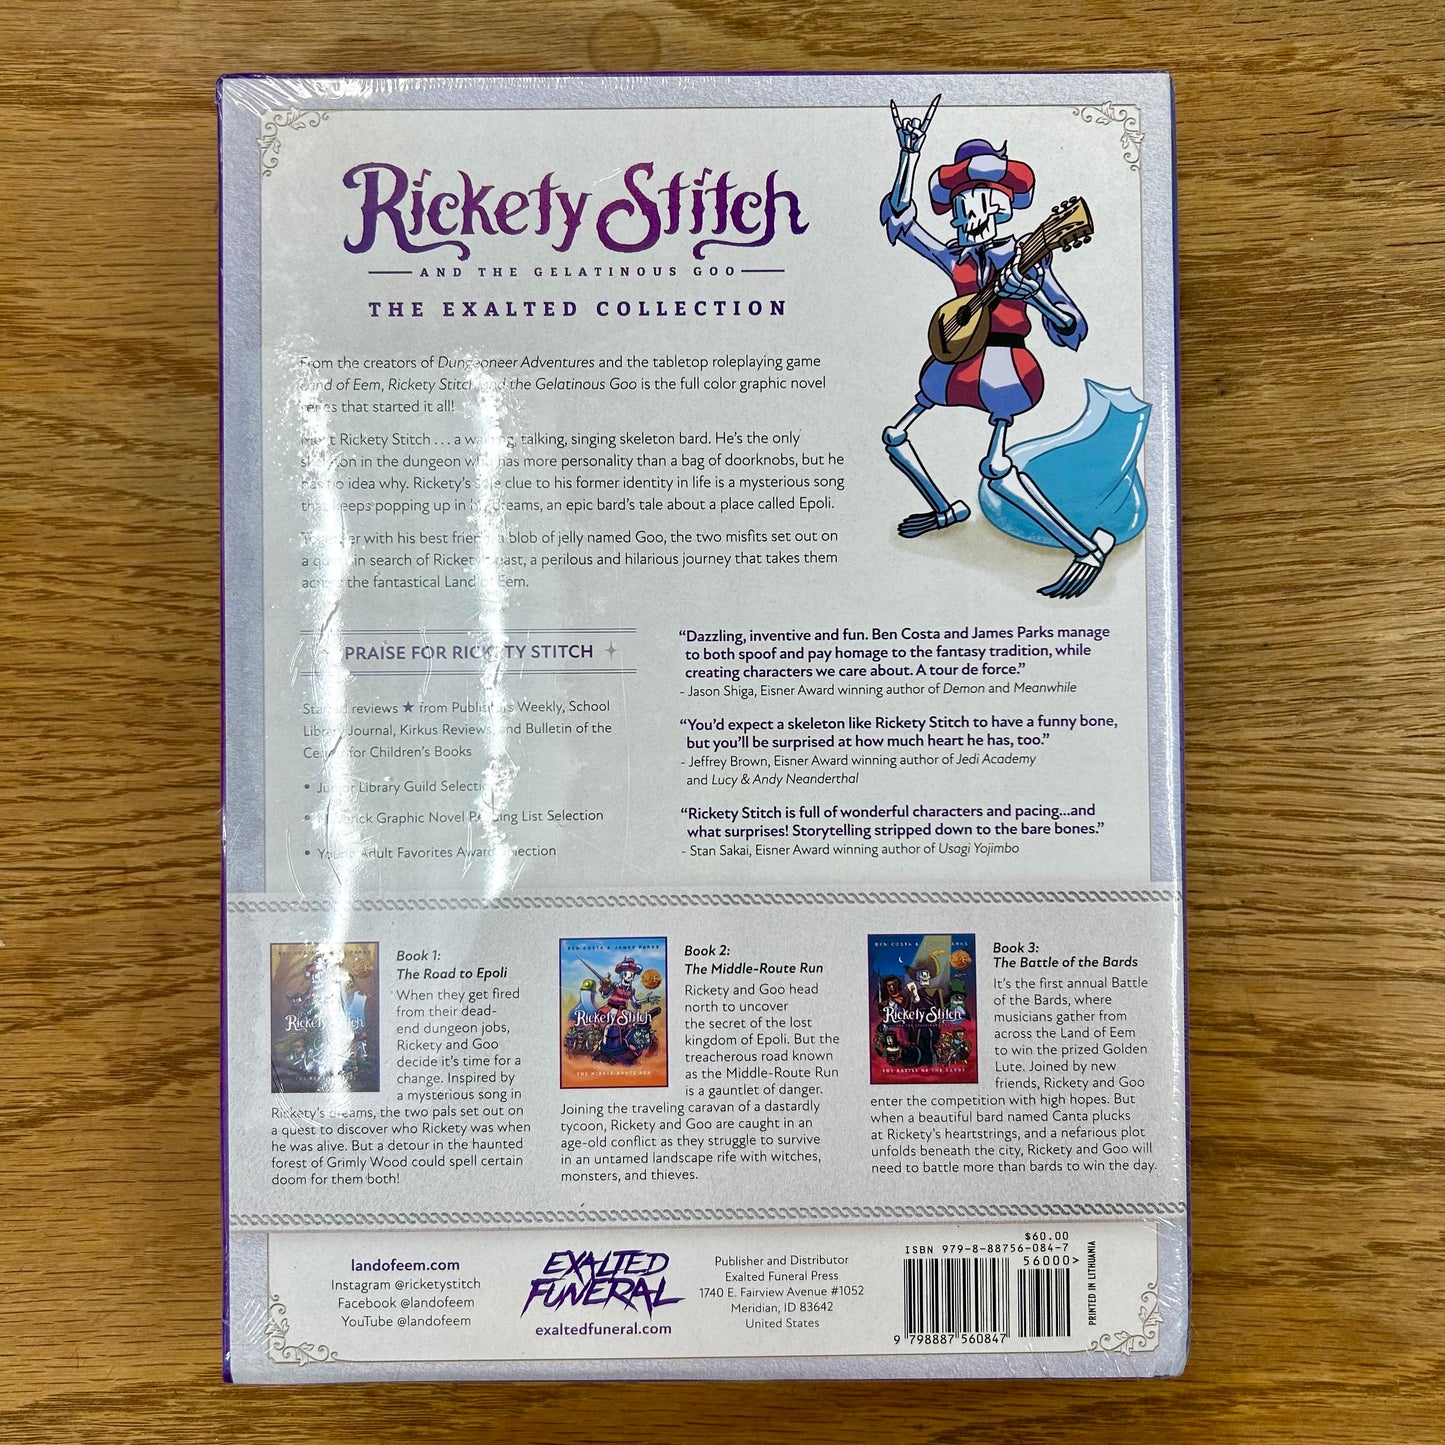 Rickety Stitch
AND THE GELATINOUS GOO
THE EXALTED COLLECTION
From the creators of Dungeoneer Adventures and the tabletop roleplaying game
Land of Eem, Rickety Stitch and the Gelatinous Goo is the full color graphic novel
series that started it all!
Meet Rickety Stitch . . . a walking, talking, singing skeleton bard. He's the only
skeleton in the dungeon who has more personality than a bag of doorknobs, but he
has no idea why. Rickety's sole clue to his former identity in life is a mysterious song
that keeps popping up in his dreams, an epic bard's tale about a place called Epoli.
Together with his best friend, a blob of jelly named Goo, the two misfits set out on
a quest in search of Rickety's past, a perilous and hilarious journey that takes them
across the fantastical Land of Eem.
PRAISE FOR RICKETY STITCH
Starred reviews ★ from Publishers Weekly, School
Library Journal, Kirkus Reviews, and Bulletin of the
Center for Children's Books
• Junior Library Guild Selection
• Maverick Graphic Novel Reading List Selection
• Young Adult Favorites Award Selection
“Dazzling, inventive and fun. Ben Costa and James Parks manage
to both spoof and pay homage to the fantasy tradition, while
creating characters we care about. A tour de force.”
- Jason Shiga, Eisner Award winning author of Demon and Meanwhile
“You'd expect a skeleton like Rickety Stitch to have a funny bone,
but you'll be surprised at how much heart he has, too.”
- Jeffrey Brown, Eisner Award winning author of Jedi Academy
and Lucy & Andy Neanderthal
“Rickety Stitch is full of wonderful characters and pacing...and
what surprises! Storytelling stripped down to the bare bones.”
- Stan Sakai, Eisner Award winning author of Usagi Yojimbo
Rickety Stitch
Book 1:
The Road to Epoli
When they get fired
from their dead-
end dungeon jobs,
Rickety and Goo
decide it's time for a
change. Inspired by
a mysterious song in
Rickety's dreams, the two pals set out on
a quest to discover who Rickety was when
he was alive. But a detour in the haunted
forest of Grimly Wood could spell certain
doom for them both!
BEN COSTA & JAMES PARKS
Rickety Stitch
THE MIDDLE-ROUTE RUN
Book 2:
The Middle-Route Run
Rickety and Goo head
north to uncover
the secret of the lost
kingdom of Epoli. But the
treacherous road known
as the Middle-Route Run
is a gauntlet of danger.
Joining the traveling caravan of a dastardly
tycoon, Rickety and Goo are caught in an
age-old conflict as they struggle to survive
in an untamed landscape rife with witches,
monsters, and thieves.
BEN COSTA & JAMES PARKS
Rickety Stitch
THE BATTLE OF THE BARDS
Book 3:
The Battle of the Bards
It's the first annual Battle
of the Bards, where
musicians gather from
across the Land of Eem
to win the prized Golden
Lute. Joined by new
friends, Rickety and Goo
enter the competition with high hopes. But
when a beautiful bard named Canta plucks
at Rickety's heartstrings, and a nefarious plot
unfolds beneath the city, Rickety and Goo will
need to battle more than bards to win the day.
landofeem.com
Instagram @ricketystitch
Facebook @landofeem
YouTube @landofeem
EXALTED
FUNERAL
exaltedfuneral.com
Publisher and Distributor
Exalted Funeral Press
1740 E. Fairview Avenue #1052
Meridian, ID 83642
United States
$60.00
ISBN 979-8-88756-084-7
56000>
9 798887 560847
PRINTED IN LITHUANIA